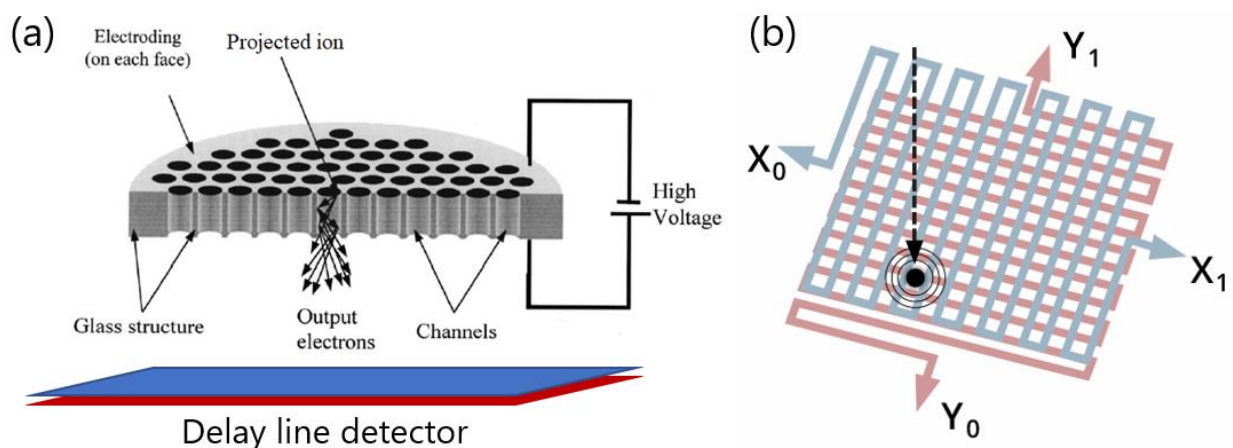 (a)
Electroding
(on each face)
Projected ion
High
Voltage
Glass structure
Output
electrons
Channels
Delay line detector
(b)
Y1
X0
X1
Y0